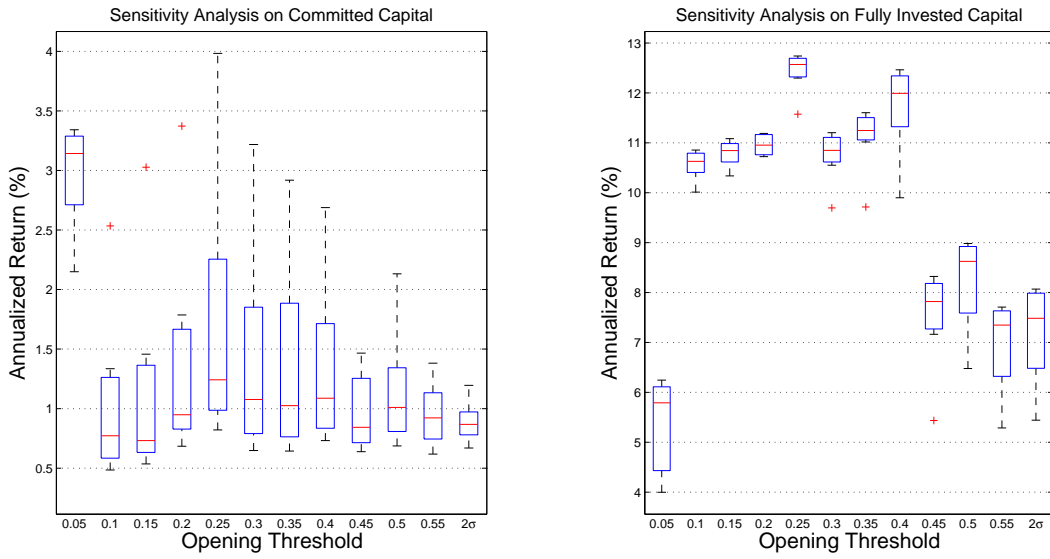 Sensitivity Analysis on Committed Capital
4
3.5
3
2.5
2
1.5
1
0.5
Annualized Return (%)
0.05 0.1 0.15 0.2 0.25 0.3 0.35 0.4 0.45 0.5 0.55 2σ
Opening Threshold
Sensitivity Analysis on Fully Invested Capital
13
12
11
10
9
8
7
6
5
4
Annualized Return (%)
0.05 0.1 0.15 0.2 0.25 0.3 0.35 0.4 0.45 0.5 0.55 2σ
Opening Threshold